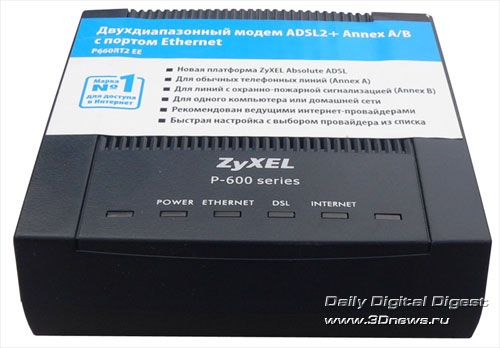 Двухдиапазонный модем ADSL2+ Annex A/B
с портом Ethernet
P660RT2 EE
Марка
№1
для доступа
в Интернет
Новая платформа ZyXEL Absolute ADSL
Для обычных телефонных линий (Annex A)
Для линий с охранно-пожарной сигнализацией (Annex B)
Для одного компьютера или домашней сети
Рекомендован ведущими интернет-провайдерами
Быстрая настройка с выбором провайдера из списка
ZyXEL
P-600 series
POWER ETHERNET DSL INTERNET
Daily Digital Digest
www.3Dnews.ru